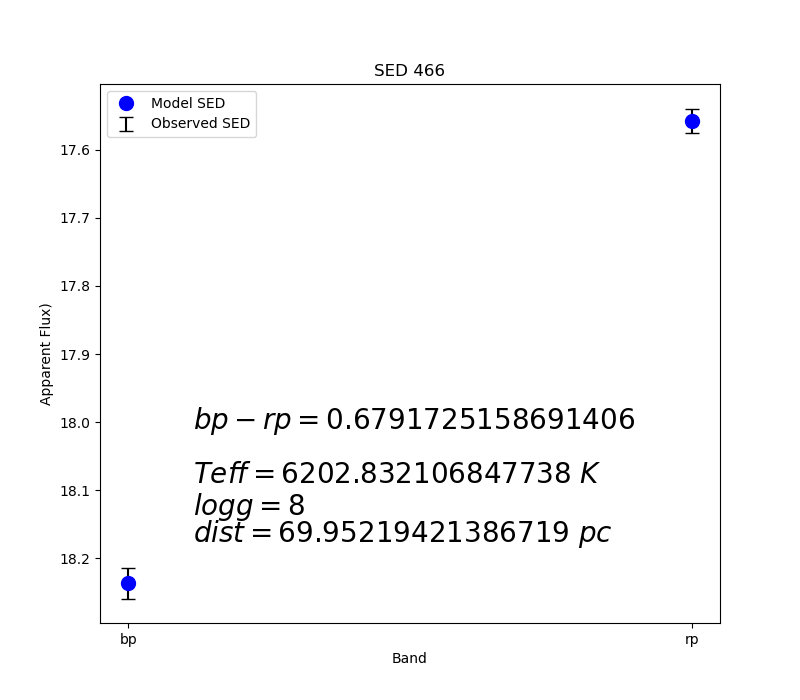 SED 466
Model SED
Observed SED
17.6
17.7
17.8
17.9
18.0
18.1
18.2
Apparent Flux)
bp − rp = 0.6791725158691406
Teff = 6202.832106847738 K
logg = 8
dist = 69.95219421386719 pc
bp
rp
Band